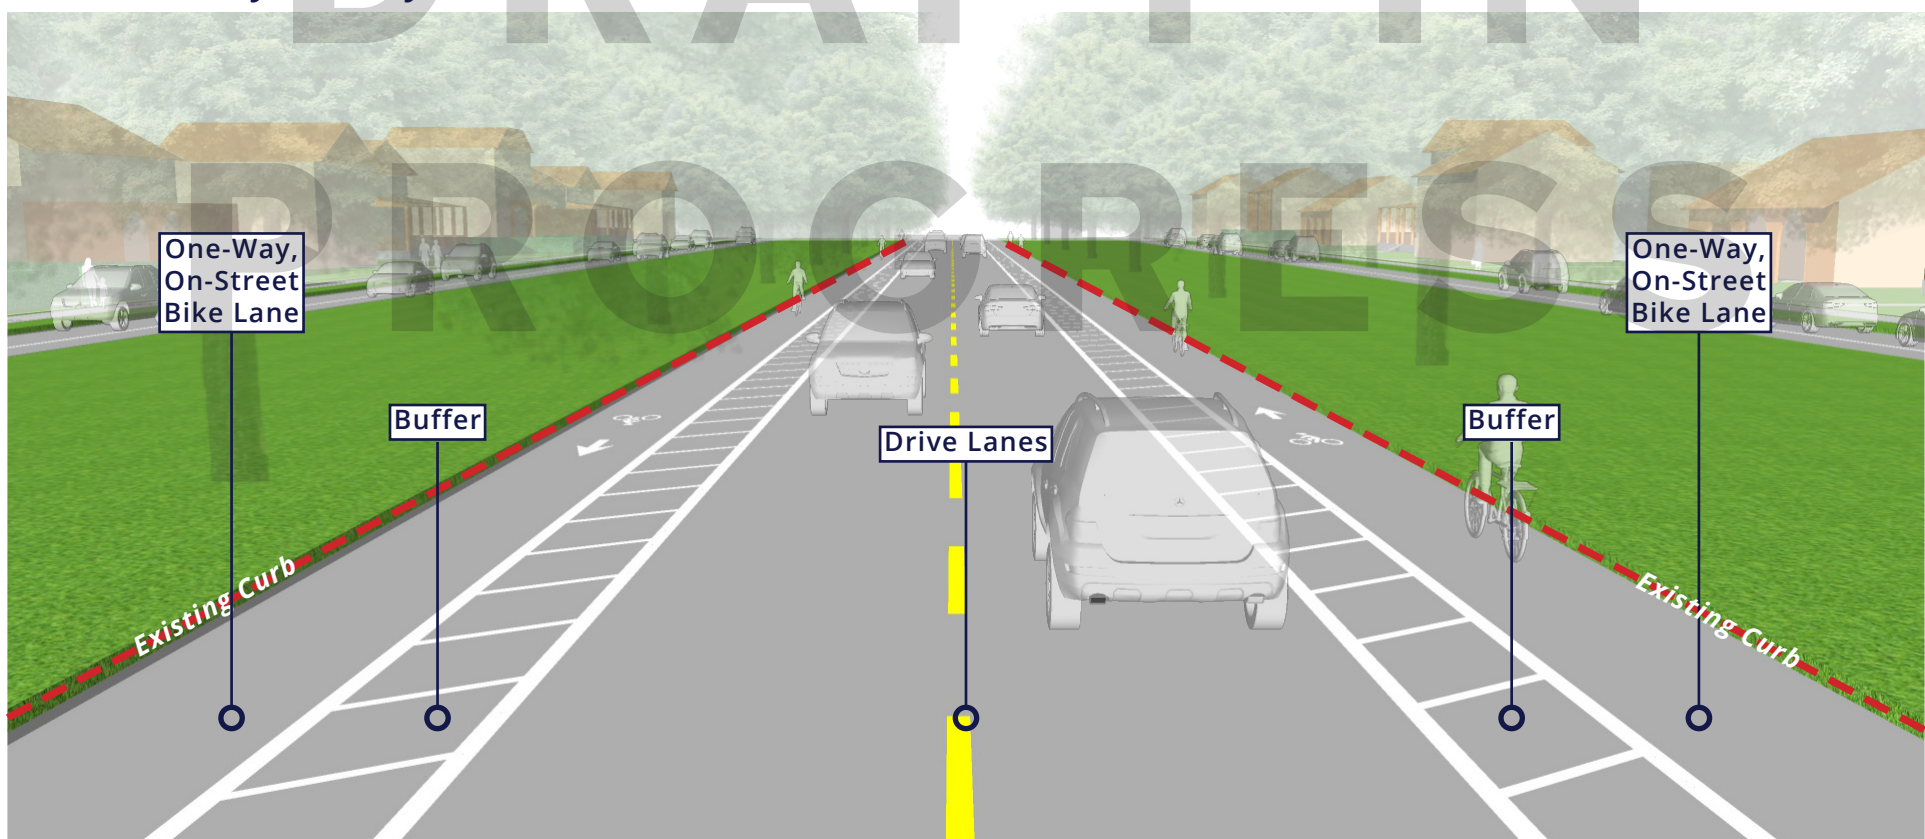 DRAFT IN
PROGRESS
One-Way,
On-Street
Bike Lane
Buffer
Drive Lanes
Buffer
One-Way,
On-Street
Bike Lane
Existing Curb
Existing Curb